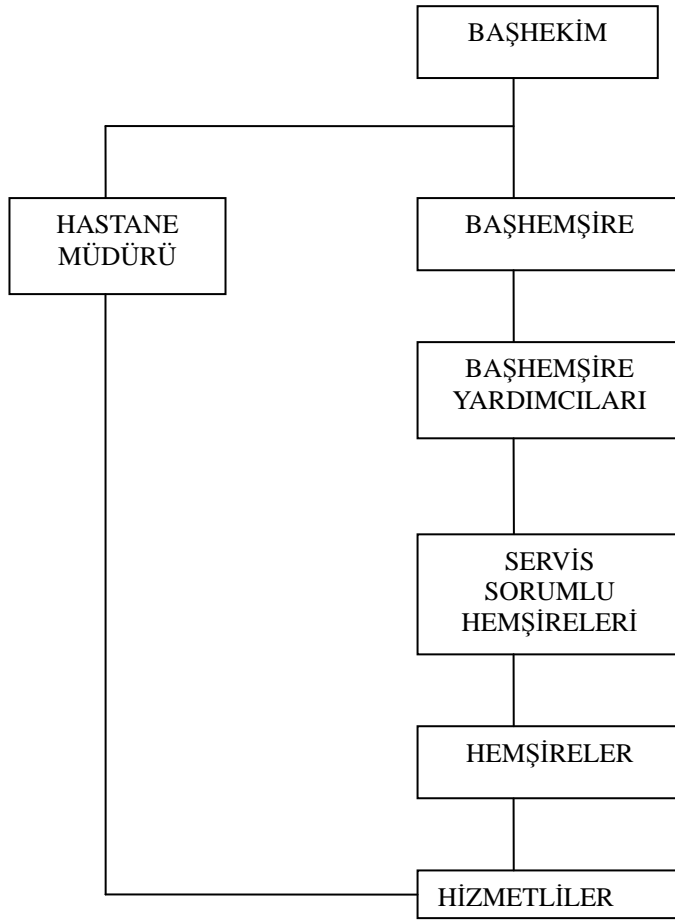 BAŞHEKİM
HASTANE
MÜDÜRÜ
BAŞHEMŞİRE
BAŞHEMŞİRE
YARDIMCILARI
SERVİS
SORUMLU
HEMŞİRELERİ
HEMŞİRELER
HİZMETLİLER